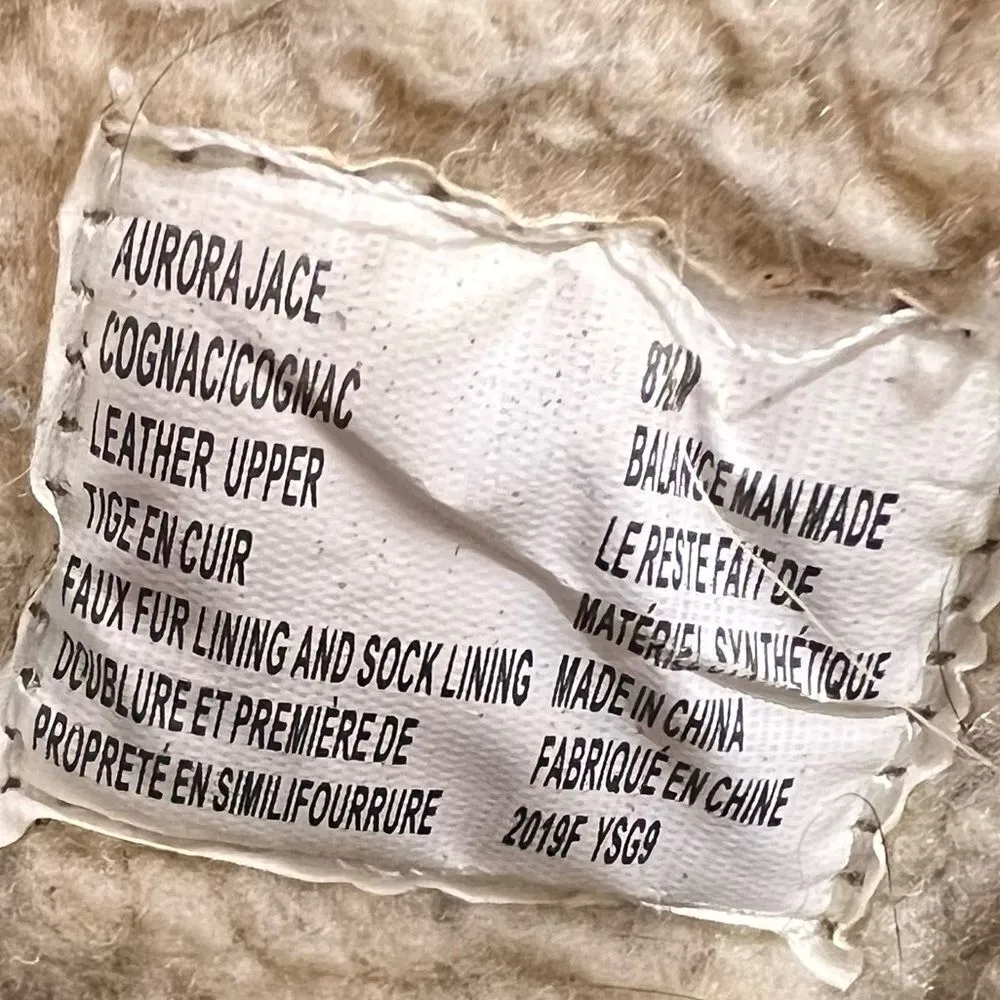 AURORA JACE
COGNAC/COGNAC
LEATHER UPPER
TIGE EN CUIR
FAUX FUR LINING AND SOCK LINING
DOUBLURE ET PREMIÈRE DE
PROPRETÉ EN SIMILIFOURRURE
8½M
BALANCE MAN MADE
LE RESTE FAIT DE
MATÉRIEL SYNTHÉTIQUE
MADE IN CHINA
FABRIQUÉ EN CHINE
2019F YSG9